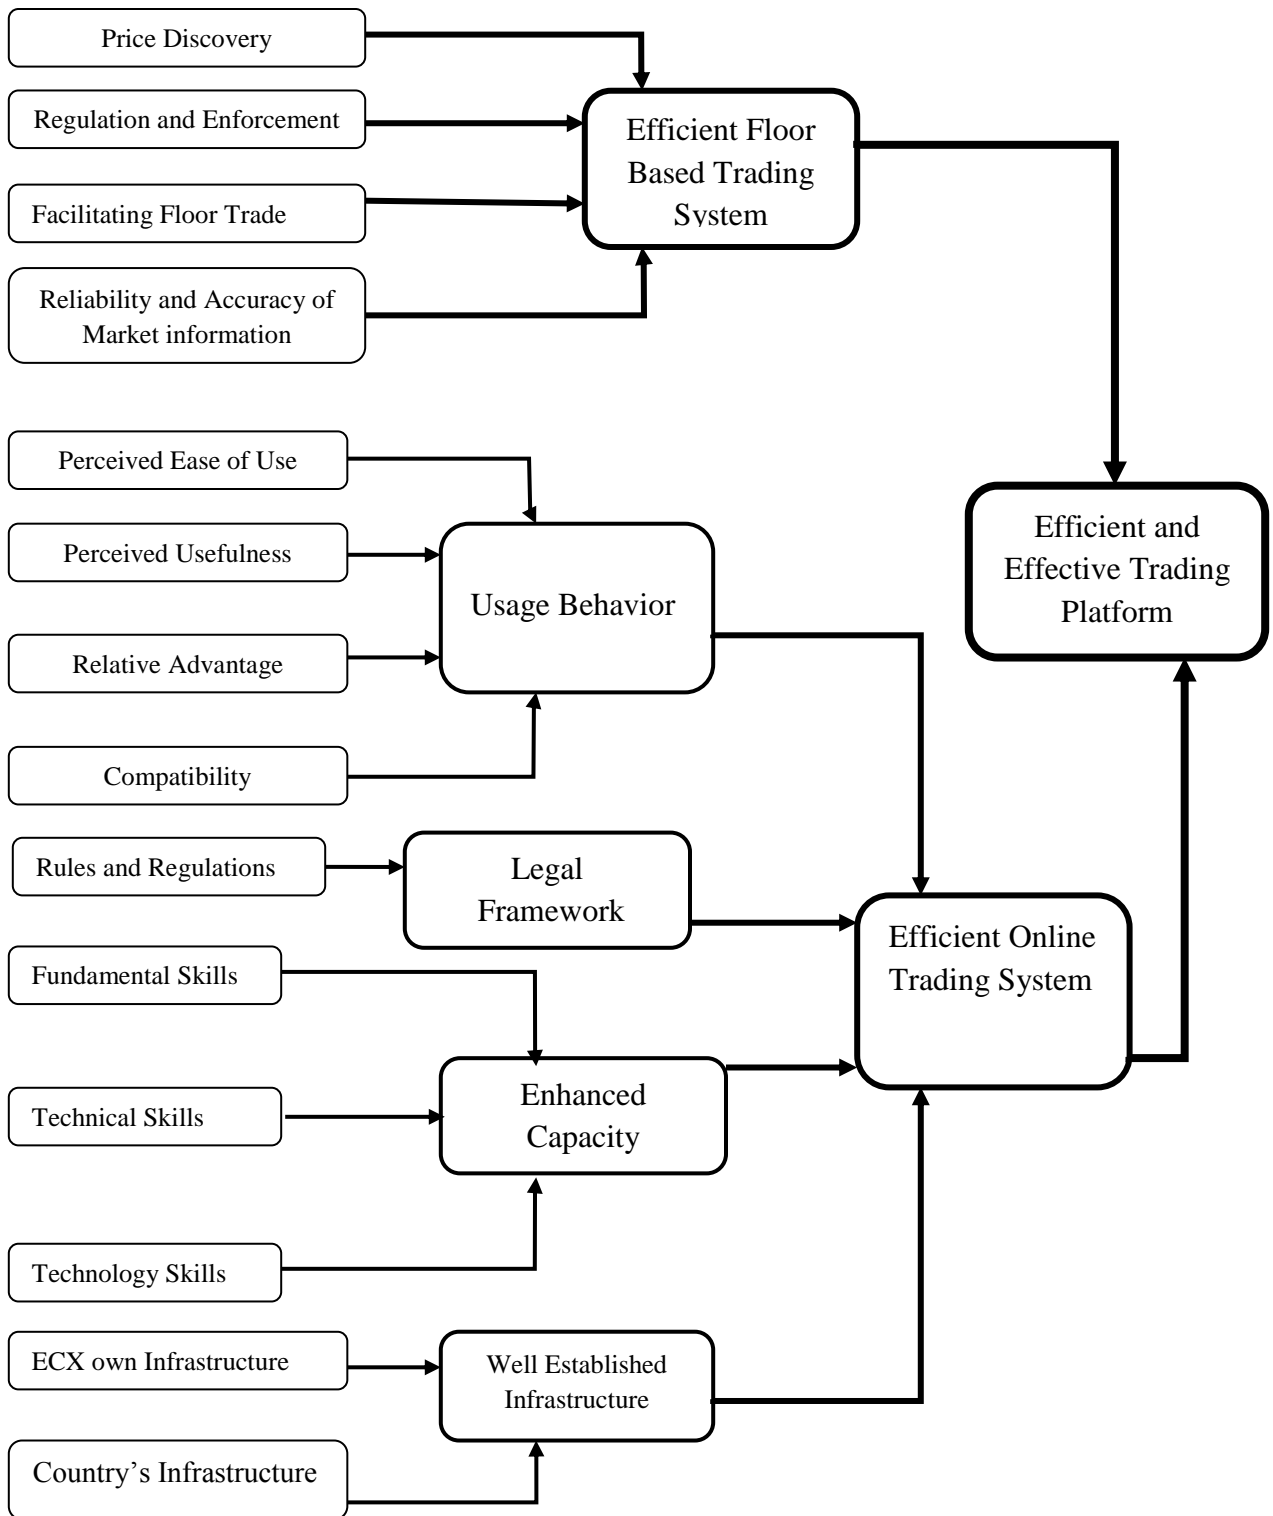 Price Discovery
Regulation and Enforcement
Facilitating Floor Trade
Reliability and Accuracy of
Market information
Efficient Floor
Based Trading
System
Perceived Ease of Use
Perceived Usefulness
Relative Advantage
Compatibility
Usage Behavior
Efficient and
Effective Trading
Platform
Rules and Regulations
Legal
Framework
Fundamental Skills
Technical Skills
Technology Skills
Enhanced
Capacity
Efficient Online
Trading System
ECX own Infrastructure
Country’s Infrastructure
Well Established
Infrastructure